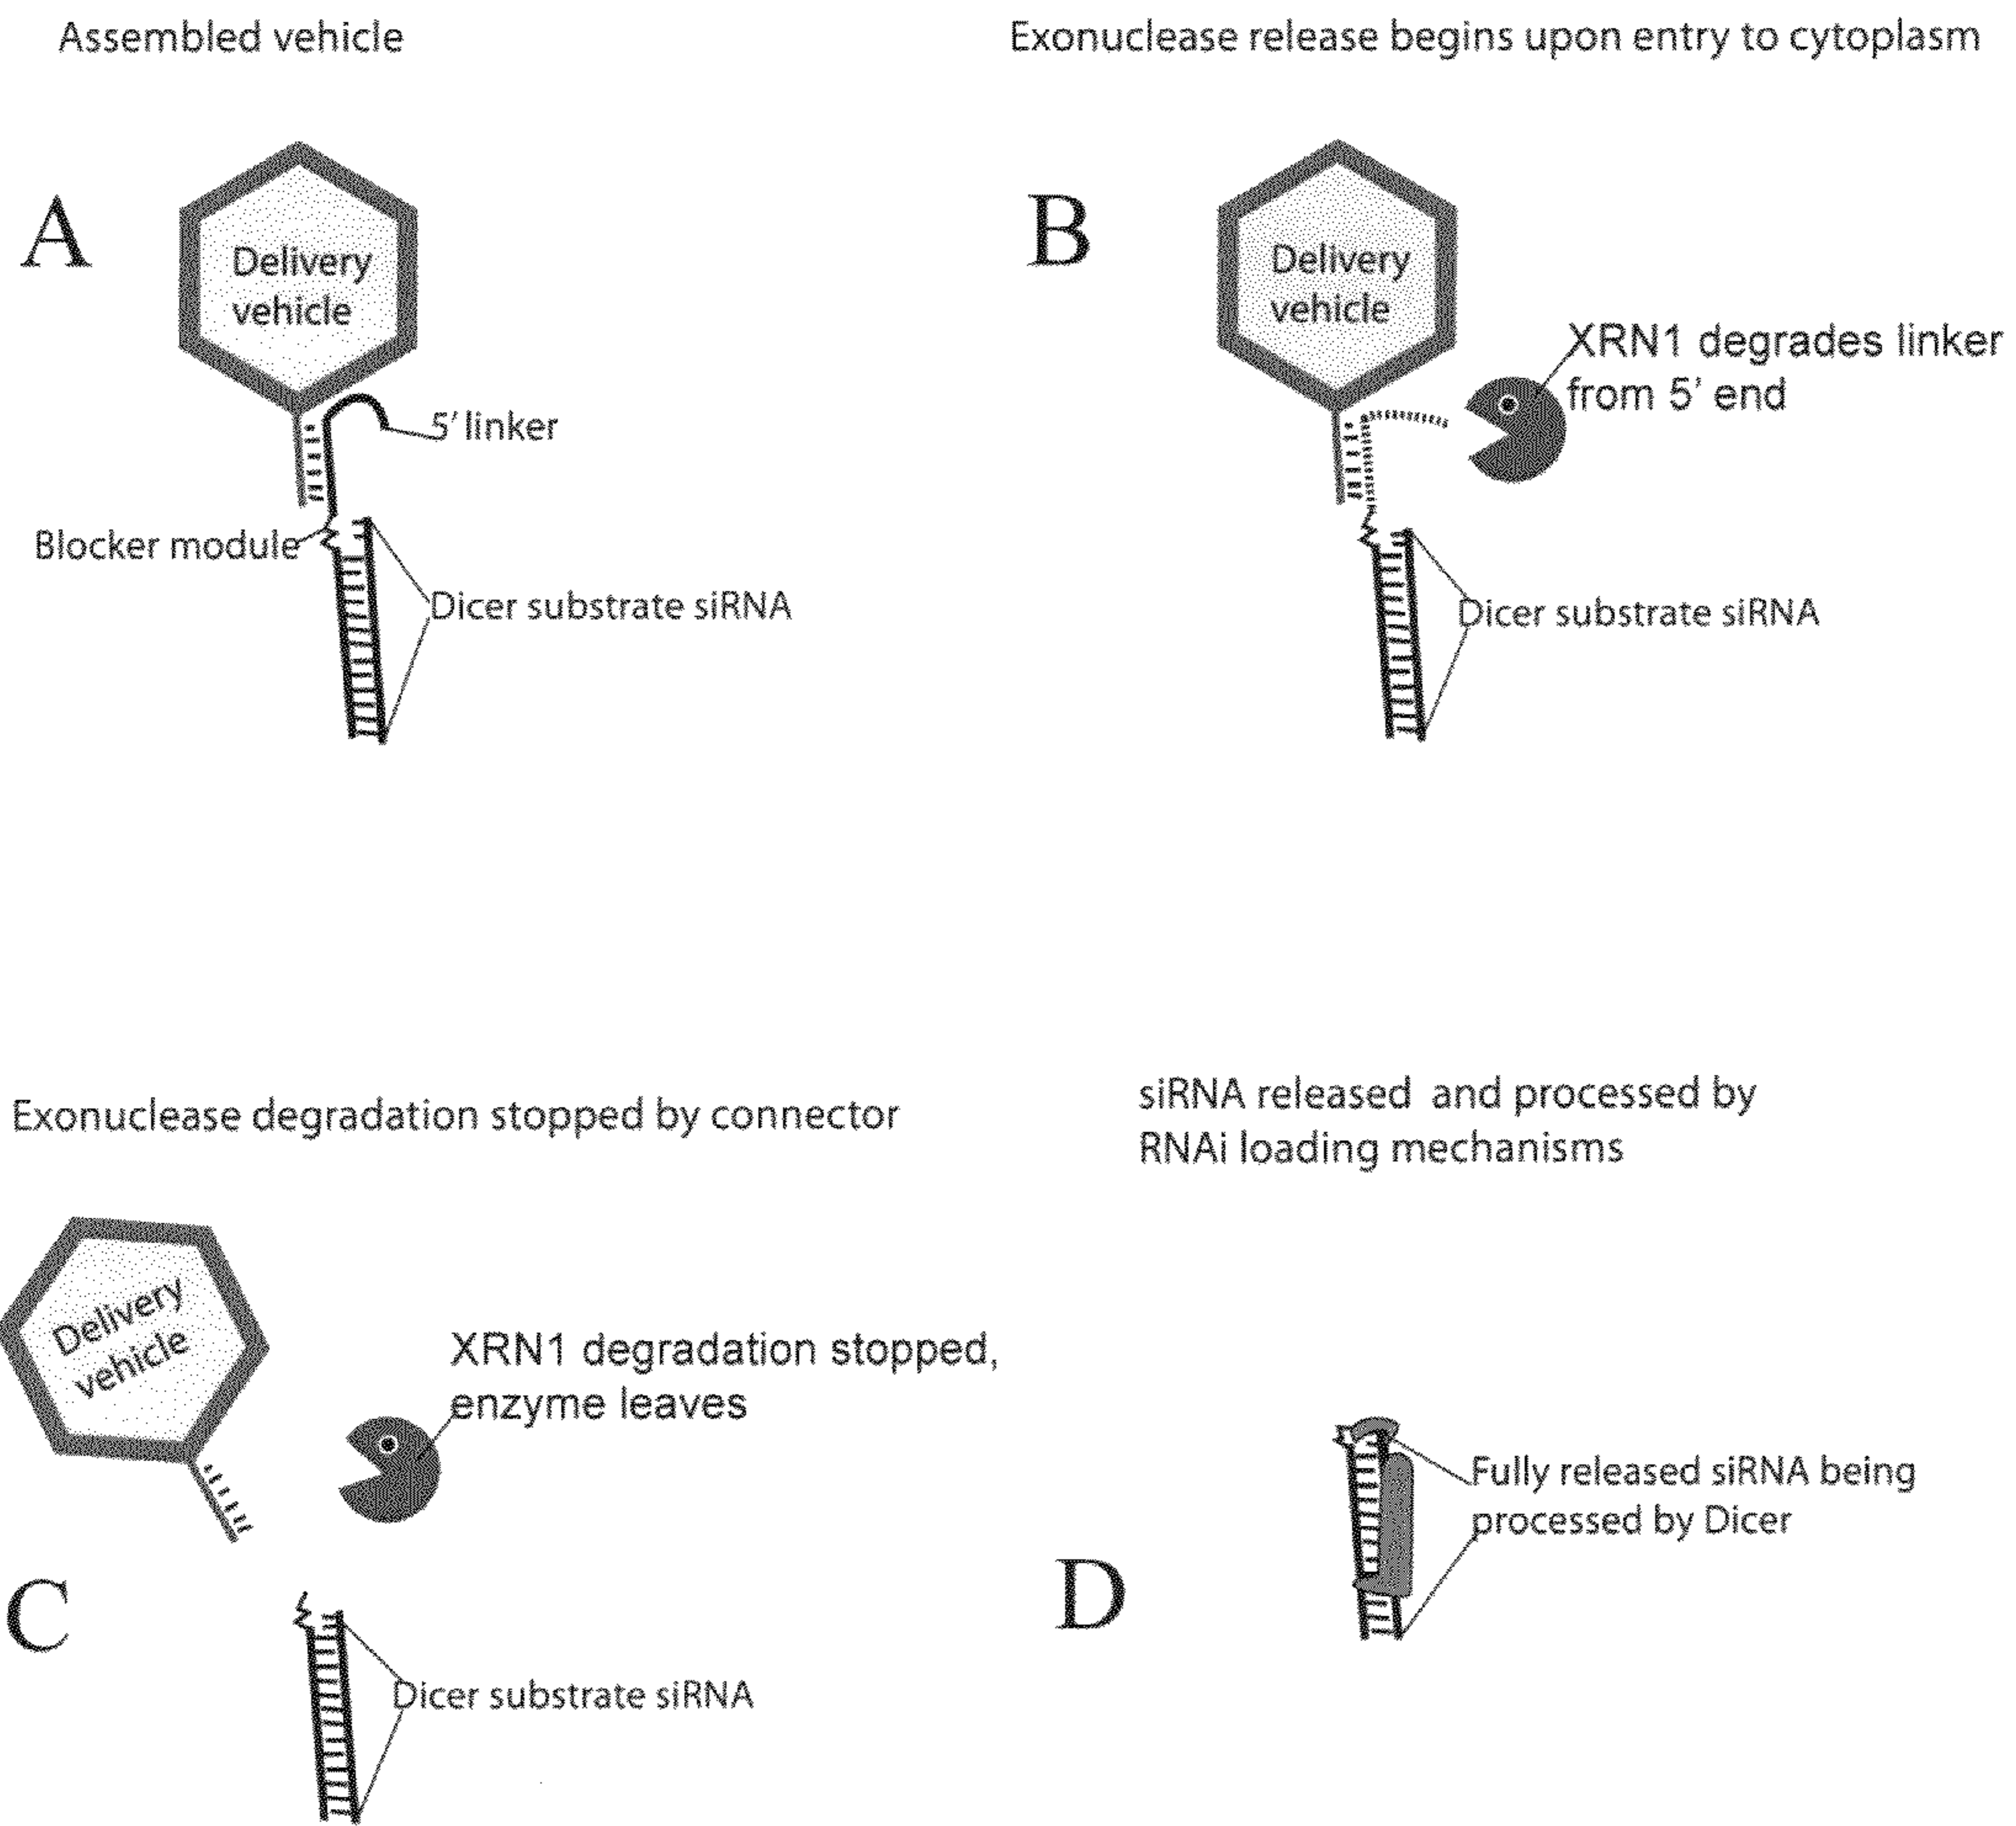 Assembled vehicle
A
Delivery
vehicle
5' linker
Blocker module
Dicer substrate siRNA
Exonuclease release begins upon entry to cytoplasm
B
Delivery
vehicle
XRN1 degrades linker
from 5' end
Dicer substrate siRNA
Exonuclease degradation stopped by connector
Delivery
vehicle
XRN1 degradation stopped,
enzyme leaves
C
Dicer substrate siRNA
siRNA released and processed by
RNAi loading mechanisms
D
Fully released siRNA being
processed by Dicer